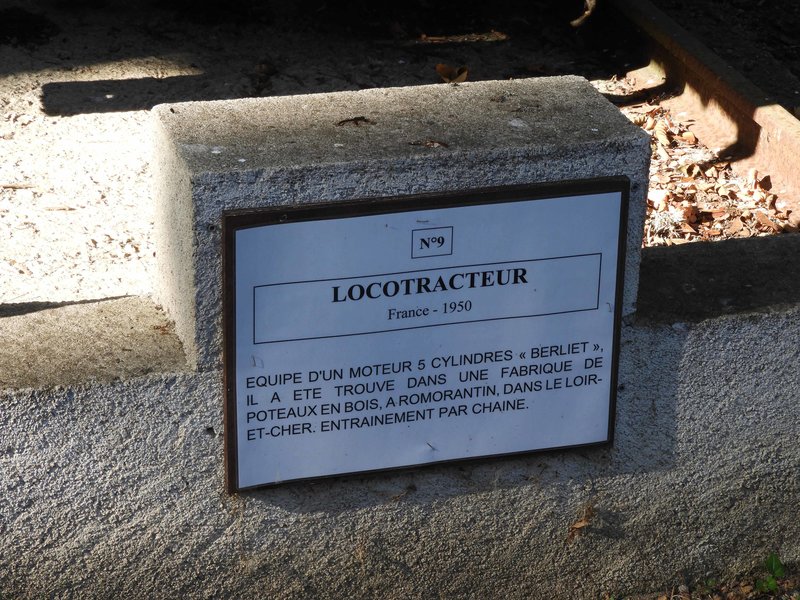 N°9
LOCOTRACTEUR
France - 1950
EQUIPE D'UN MOTEUR 5 CYLINDRES « BERLIET »,
IL A ETE TROUVE DANS UNE FABRIQUE DE
POTEAUX EN BOIS, A ROMORANTIN, DANS LE LOIR-
ET-CHER. ENTRAINEMENT PAR CHAINE.